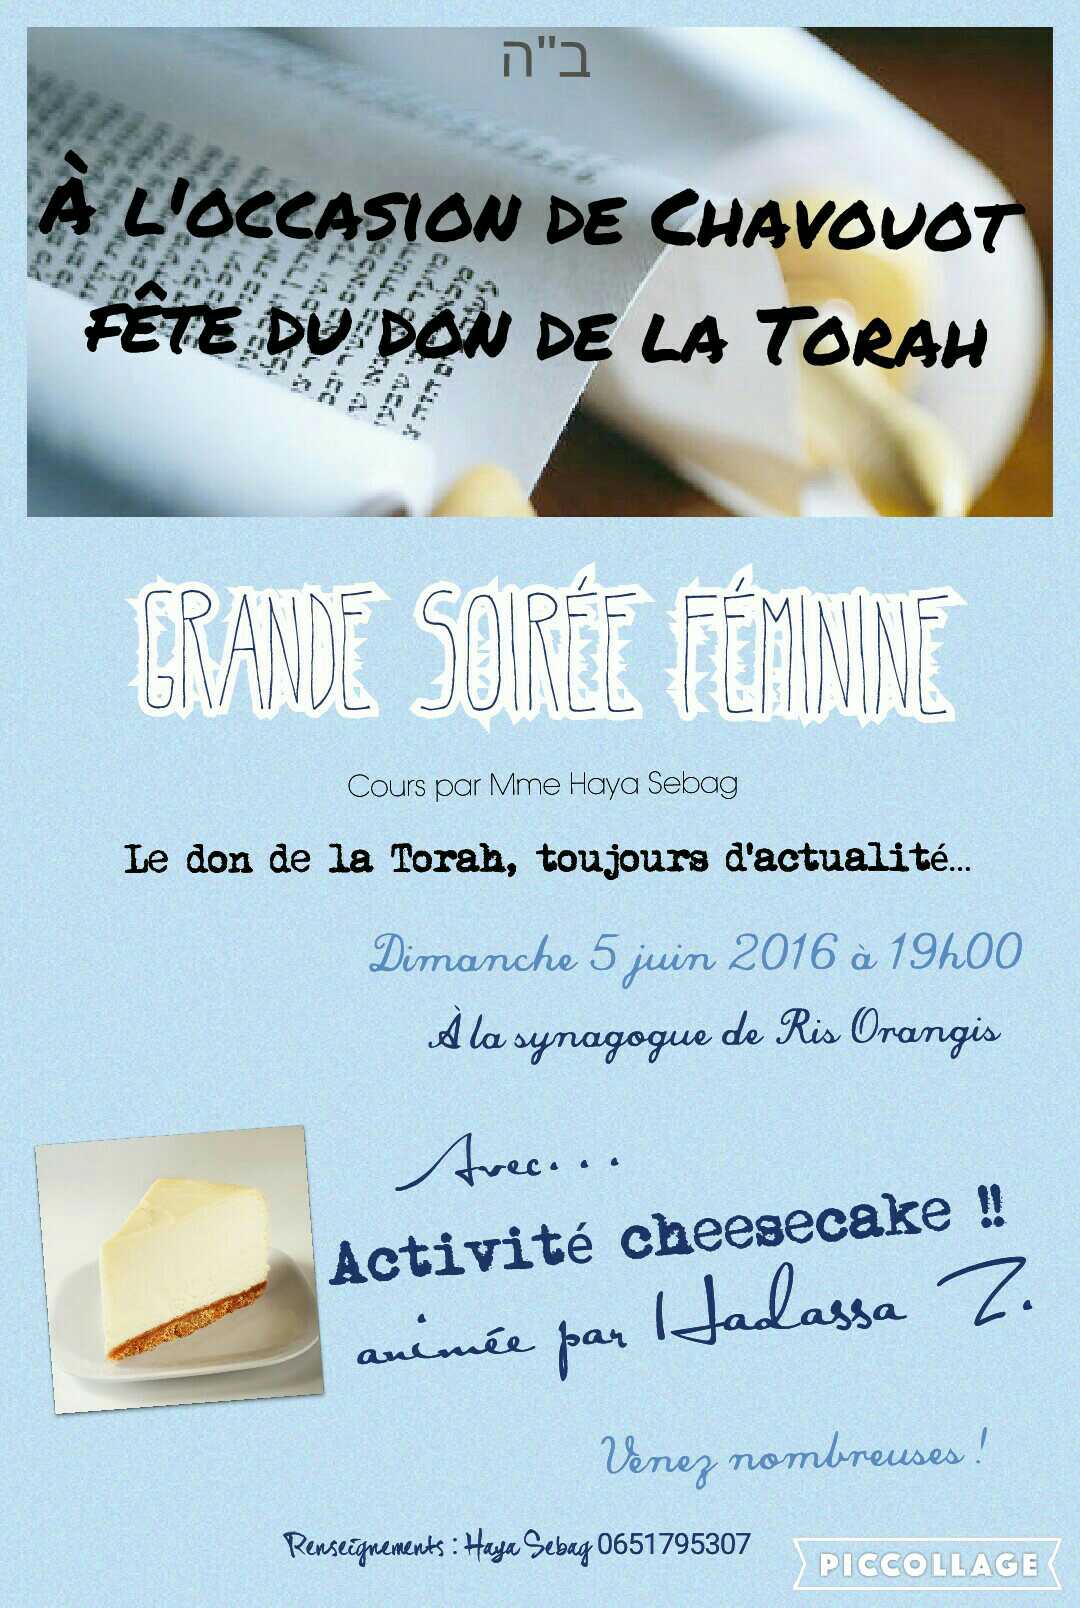 ב"ה
À l'occasion de Chavouot
fête du don de la Torah
GRANDE SOIRÉE FÉMININE
Cours par Mme Haya Sebag
Le don de la Torah, toujours d'actualité...
Dimanche 5 juin 2016 à 19h00
À la synagogue de Ris Orangis
Avec...
Activité cheesecake !!
animée par Hadassa Z.
Venez nombreuses !
Renseignements : Haya Sebag 0651795307
PICCOLLAGE